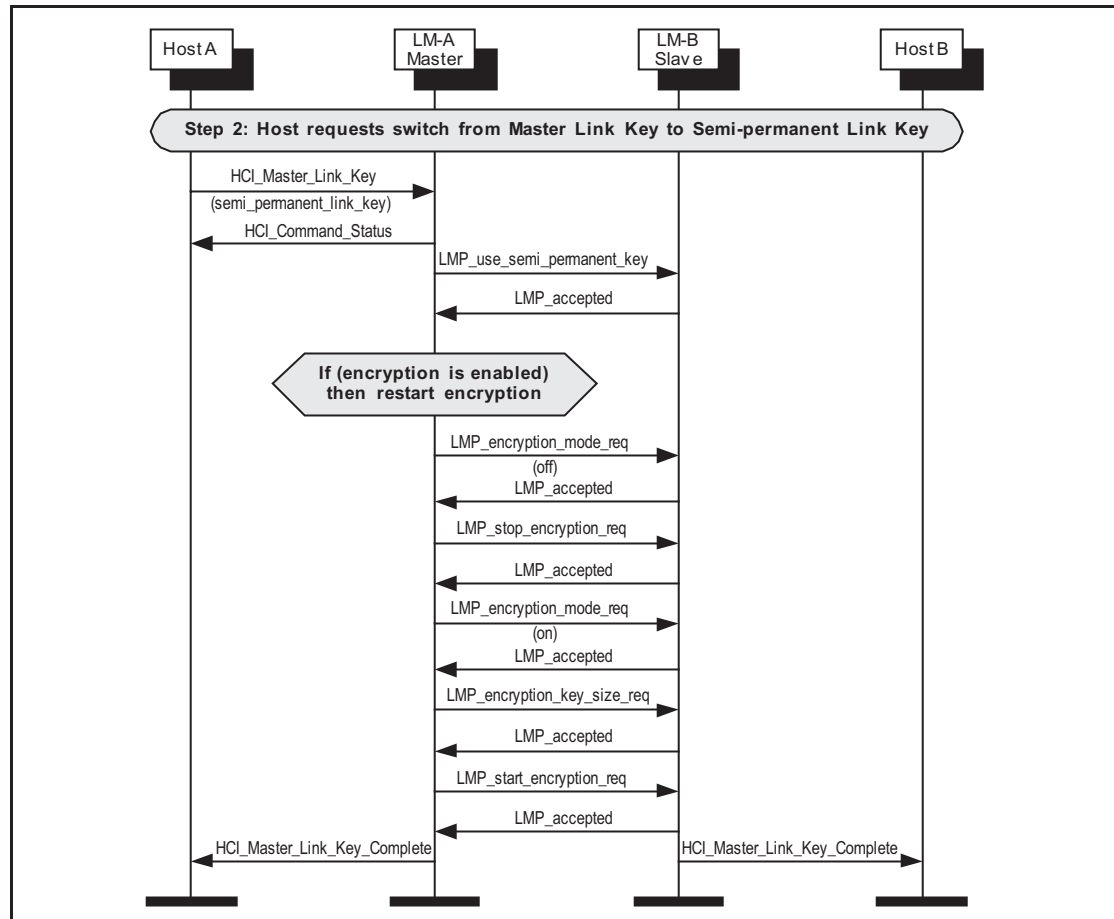 Host A
LM-A
Master
LM-B
Slave
Host B
Step 2: Host requests switch from Master Link Key to Semi-permanent Link Key
HCI_Master_Link_Key
(semi_permanent_link_key)
HCI_Command_Status
LMP_use_semi_permanent_key
LMP_accepted
If (encryption is enabled)
then restart encryption
LMP_encryption_mode_req
(off)
LMP_accepted
LMP_stop_encryption_req
LMP_accepted
LMP_encryption_mode_req
(on)
LMP_accepted
LMP_encryption_key_size_req
LMP_accepted
LMP_start_encryption_req
LMP_accepted
HCI_Master_Link_Key_Complete
HCI_Master_Link_Key_Complete